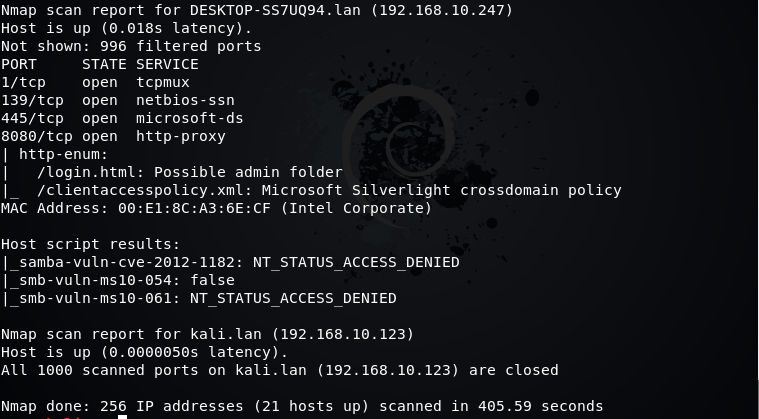 Nmap scan report for DESKTOP-SS7UQ94.lan (192.168.10.247)
Host is up (0.018s latency).
Not shown: 996 filtered ports
PORT     STATE SERVICE
1/tcp    open  tcpmux
139/tcp  open  netbios-ssn
445/tcp  open  microsoft-ds
8080/tcp open  http-proxy
| http-enum:
|   /login.html: Possible admin folder
|_  /clientaccesspolicy.xml: Microsoft Silverlight crossdomain policy
MAC Address: 00:E1:8C:A3:6E:CF (Intel Corporate)
Host script results:
|_samba-vuln-cve-2012-1182: NT_STATUS_ACCESS_DENIED
|_smb-vuln-ms10-054: false
|_smb-vuln-ms10-061: NT_STATUS_ACCESS_DENIED
Nmap scan report for kali.lan (192.168.10.123)
Host is up (0.0000050s latency).
All 1000 scanned ports on kali.lan (192.168.10.123) are closed
Nmap done: 256 IP addresses (21 hosts up) scanned in 405.59 seconds